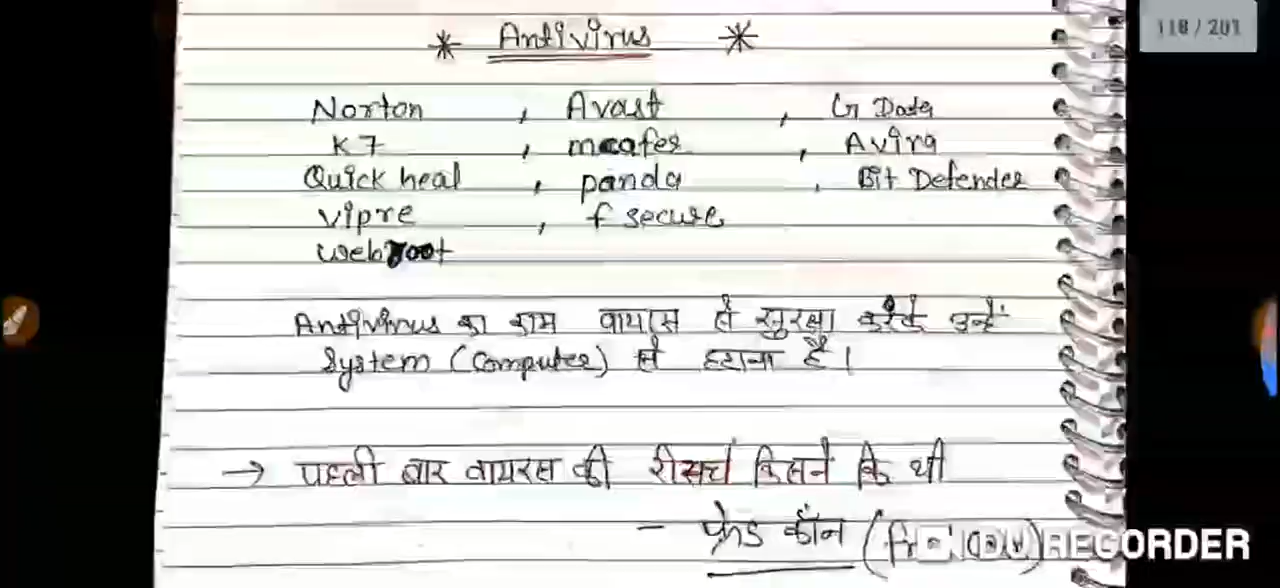 118 / 201
* Antivirus *
Norton , Avast , G Data
K7 , mcafee , Avira
Quick heal , panda , Bit Defender
Vipre , f secure
webroot
Antivirus का काम वायरस से सुरक्षा करके उन्हें
System (Computer) से हटाना है।
→ पहली बार वायरस की रीसर्च किसने कि थी
– फ्रेड कॉन (
RECORDER